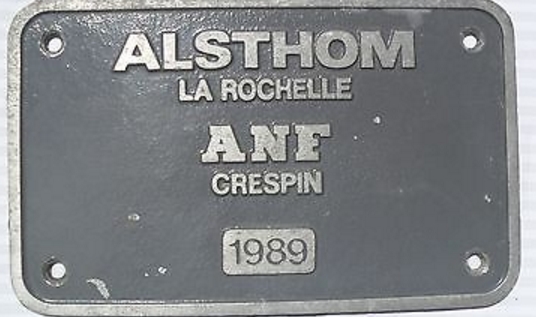 ALSTHOM
LA ROCHELLE
ANF
CRESPIN
1989